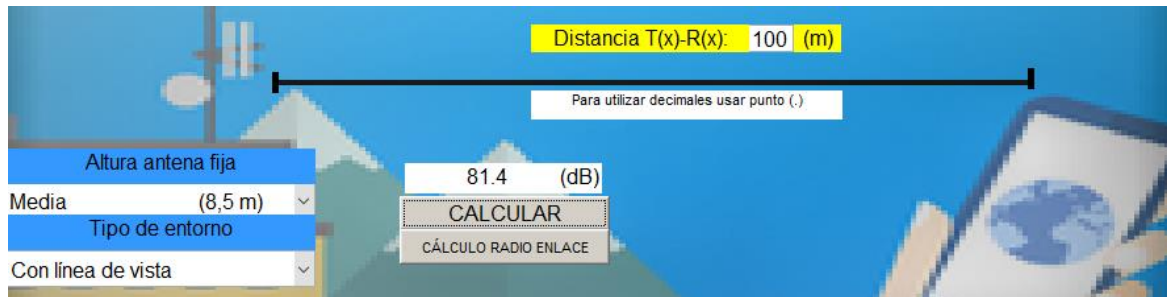 Distancia T(x)-R(x): 100 (m)
Para utilizar decimales usar punto (.)
Altura antena fija
Media (8,5 m)
Tipo de entorno
Con línea de vista
81.4 (dB)
CALCULAR
CÁLCULO RADIO ENLACE